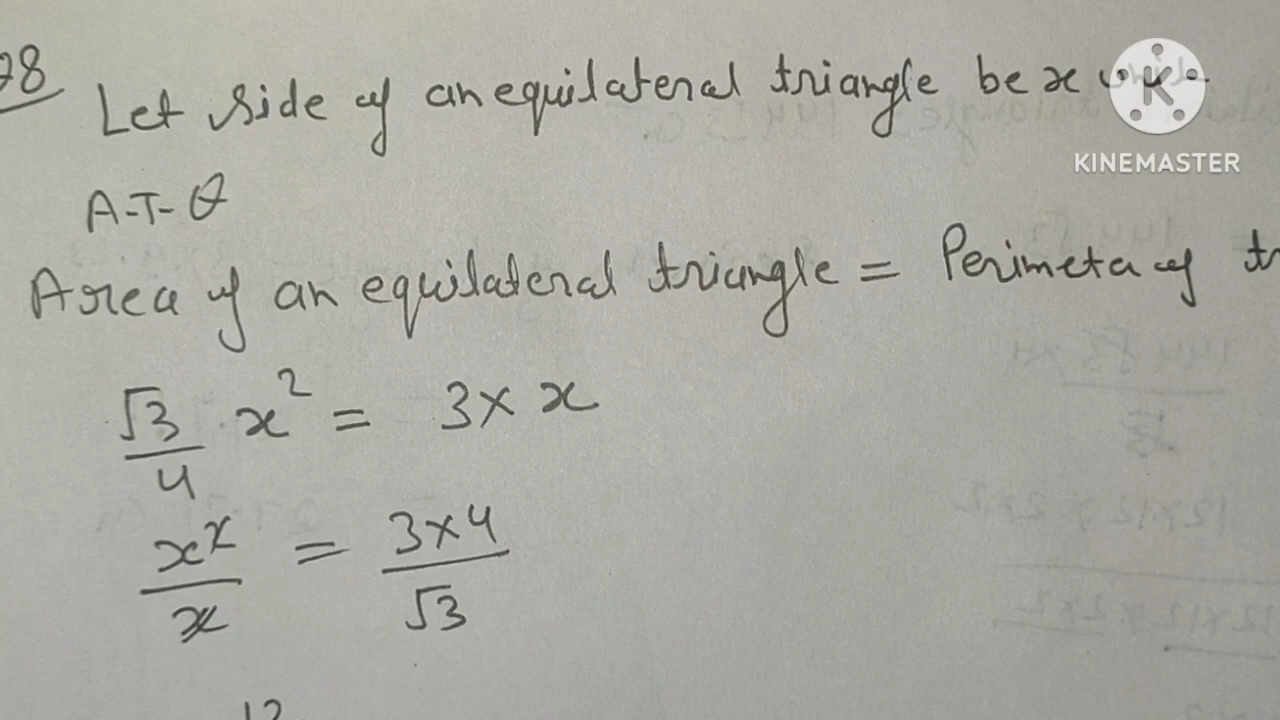 28
Let side of an equilateral triangle be x
KINEMASTER
A-T-Q
Area of an equilateral triangle = Perimeter of
√3/4 x² = 3 × x
x²/x = 3×4/√3
12